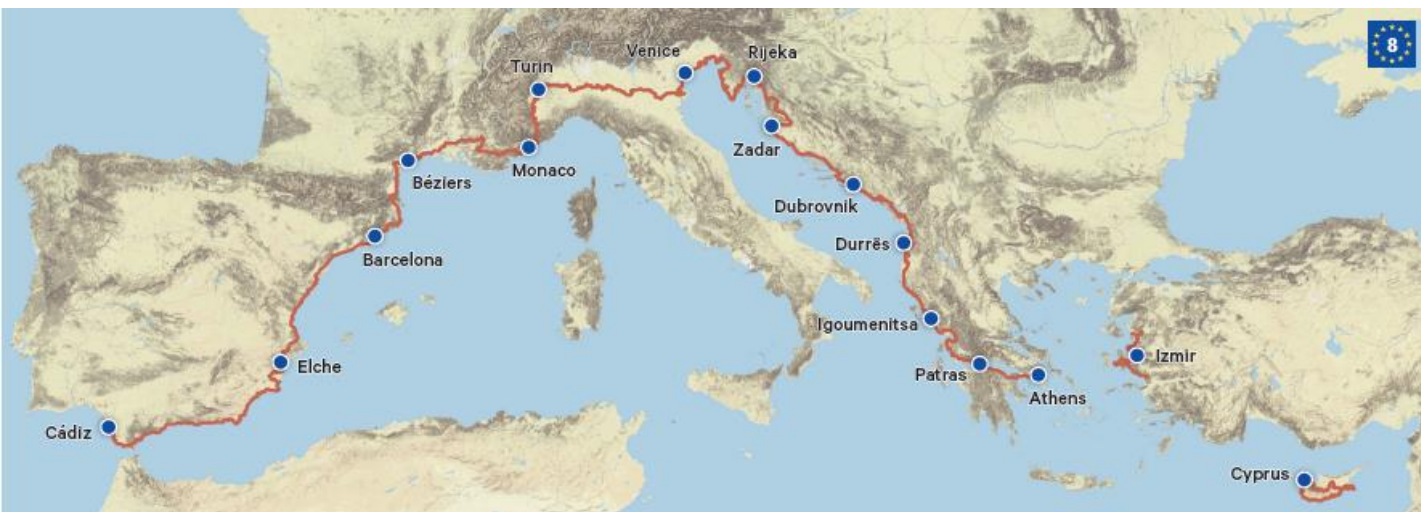 8
Venice
Rijeka
Turin
Zadar
Monaco
Béziers
Dubrovnik
Durrës
Barcelona
Igoumenitsa
Elche
Izmir
Patras
Athens
Cádiz
Cyprus